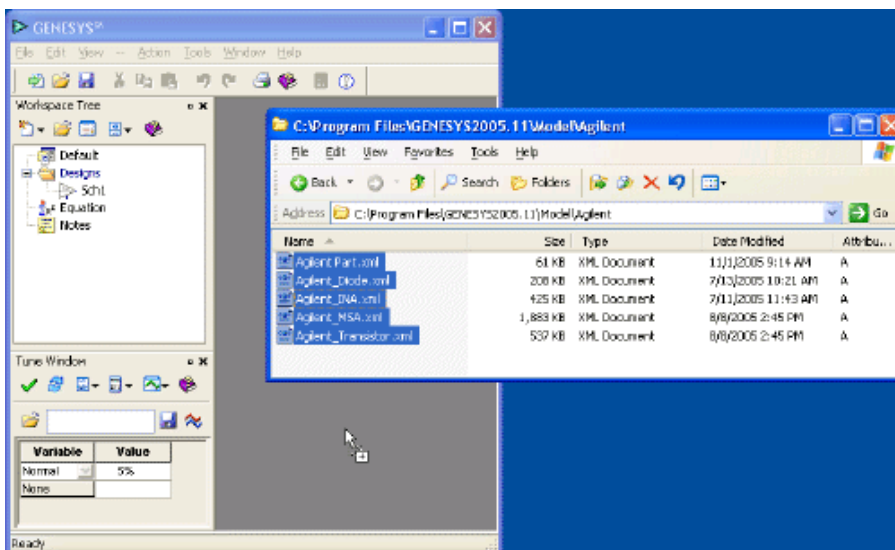 GENESYS
File Edit View -- Action Tools Window Help
Workspace Tree
Default
Designs
Sch1
Equation
Notes
Tune Window
Variable Value
Normal 5%
None
Ready
C:\Program Files\GENESYS2005.11\Model\Agilent
File Edit View Favorites Tools Help
Back Search Folders
Address C:\Program Files\GENESYS2005.11\Model\Agilent Go
Name Size Type Date Modified Attribu...
Agilent Part.xml 61 KB XML Document 11/1/2005 9:14 AM A
Agilent_Diode.xml 208 KB XML Document 7/13/2005 10:21 AM A
Agilent_INA.xml 425 KB XML Document 7/11/2005 11:43 AM A
Agilent_MSA.xml 1,883 KB XML Document 8/8/2005 2:45 PM A
Agilent_Transistor.xml 537 KB XML Document 8/8/2005 2:45 PM A